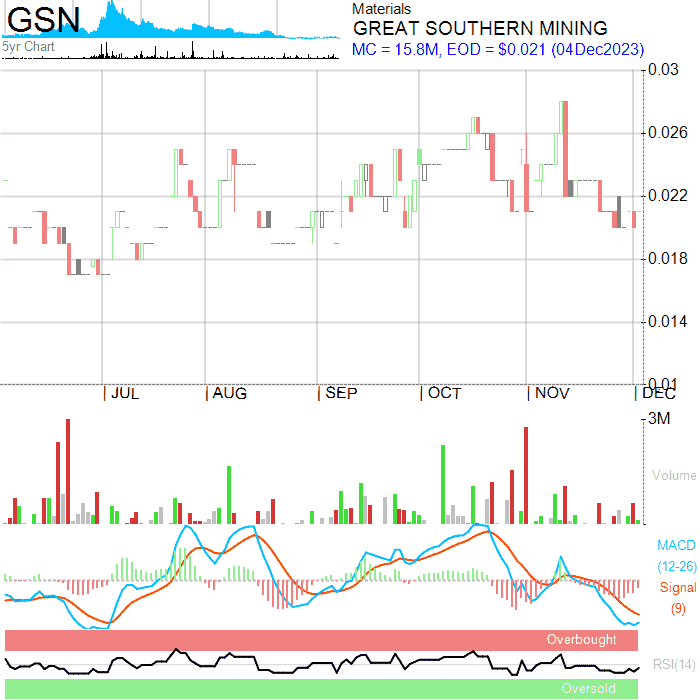 GSN
5yr Chart
Materials
GREAT SOUTHERN MINING
MC = 15.8M, EOD = $0.021 (04Dec2023)
0.03
0.026
0.022
0.018
0.014
0.01
JUL AUG SEP OCT NOV DEC
3M
Volume
MACD
(12-26)
Signal
(9)
Overbought
RSI(14)
Oversold